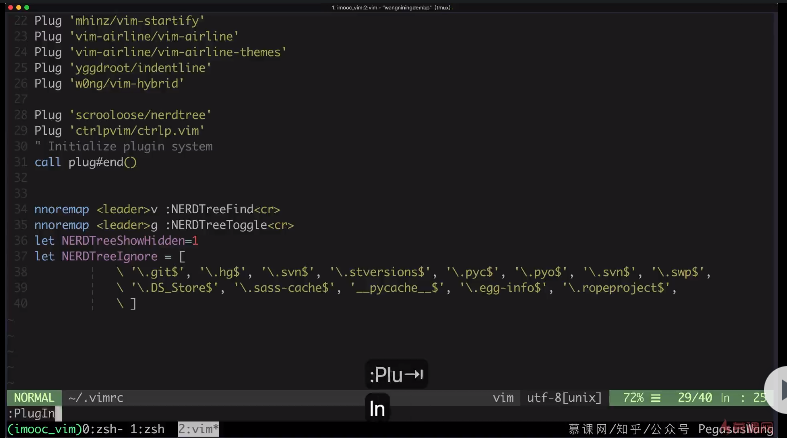 1 imooc_vim:2:vim - "wangningdemac" (tmux)
22 Plug 'mhinz/vim-startify'
23 Plug 'vim-airline/vim-airline'
24 Plug 'vim-airline/vim-airline-themes'
25 Plug 'yggdroot/indentline'
26 Plug 'w0ng/vim-hybrid'
27
28 Plug 'scrooloose/nerdtree'
29 Plug 'ctrlpvim/ctrlp.vim'
30 " Initialize plugin system
31 call plug#end()
32
33
34 nnoremap <leader>v :NERDTreeFind<cr>
35 nnoremap <leader>g :NERDTreeToggle<cr>
36 let NERDTreeShowHidden=1
37 let NERDTreeIgnore = [
38 ¦ \ '\.git$', '\.hg$', '\.svn$', '\.stversions$', '\.pyc$', '\.pyo$', '\.svn$', '\.swp$',
39 ¦ \ '\.DS_Store$', '\.sass-cache$', '__pycache__$', '\.egg-info$', '\.ropeproject$',
40 ¦ \ ]
~
~
~
~
:Plu⇥
In
NORMAL ~/.vimrc vim utf-8[unix] 72% ☰ 29/40 ln : 25
:PlugIn
(imooc_vim)0:zsh- 1:zsh 2:vim* 慕课网/知乎/公众号 PegasusWang